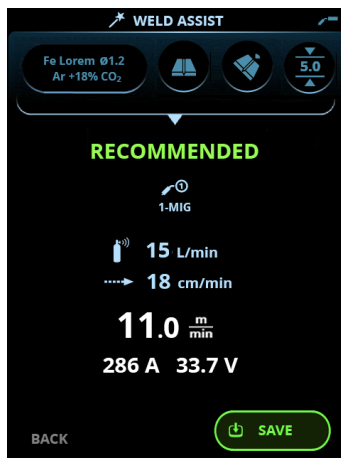 WELD ASSIST
Fe Lorem ø1.2
Ar +18% CO₂
5.0
RECOMMENDED
1
1-MIG
15 L/min
18 cm/min
11.0 m/min
286 A 33.7 V
BACK
SAVE